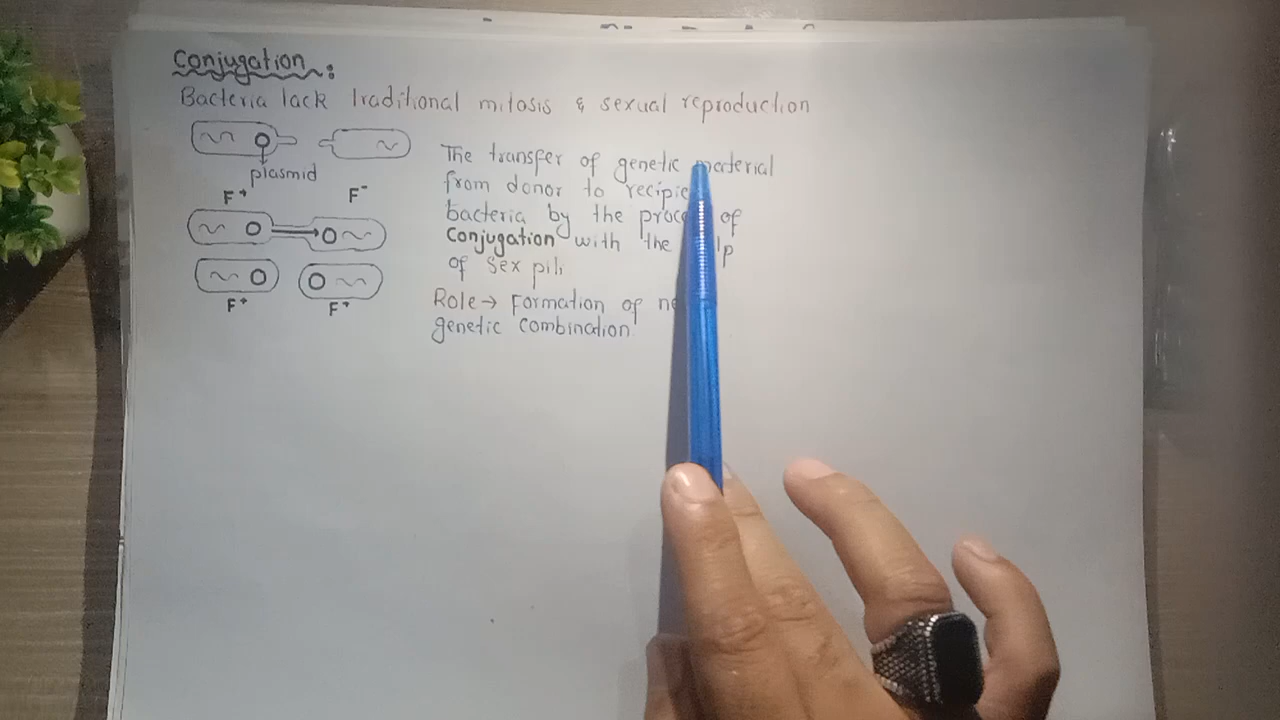 Conjugation:
Bacteria lack traditional mitosis & sexual reproduction
plasmid
F⁺ F⁻
F⁺ F⁺
The transfer of genetic material
from donor to
bacteria by the of
conjugation with the
of sex pili
Role → Formation of
genetic combination